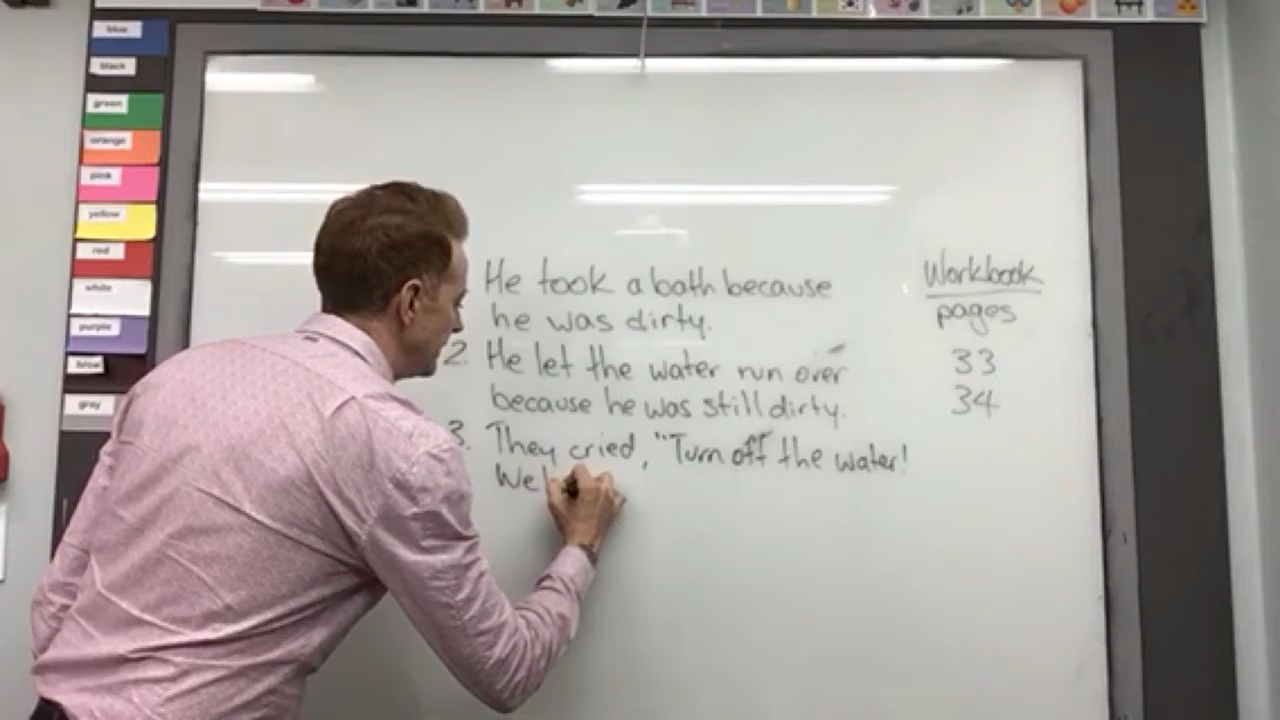 blue
black
green
orange
pink
yellow
red
white
purple
brow
gray
He took a bath because
he was dirty.
2. He let the water run over
because he was still dirty.
3. They cried, "Turn off the water!
We
Workbook
pages
33
34